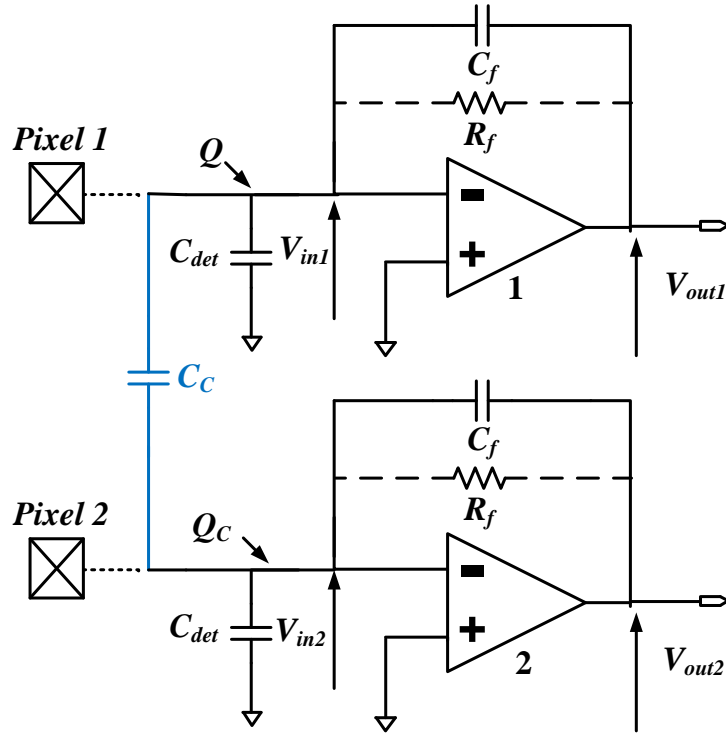 C_f
R_f
Pixel 1
Q
C_det
V_in1
1
V_out1
C_C
C_f
R_f
Pixel 2
Q_C
C_det
V_in2
2
V_out2